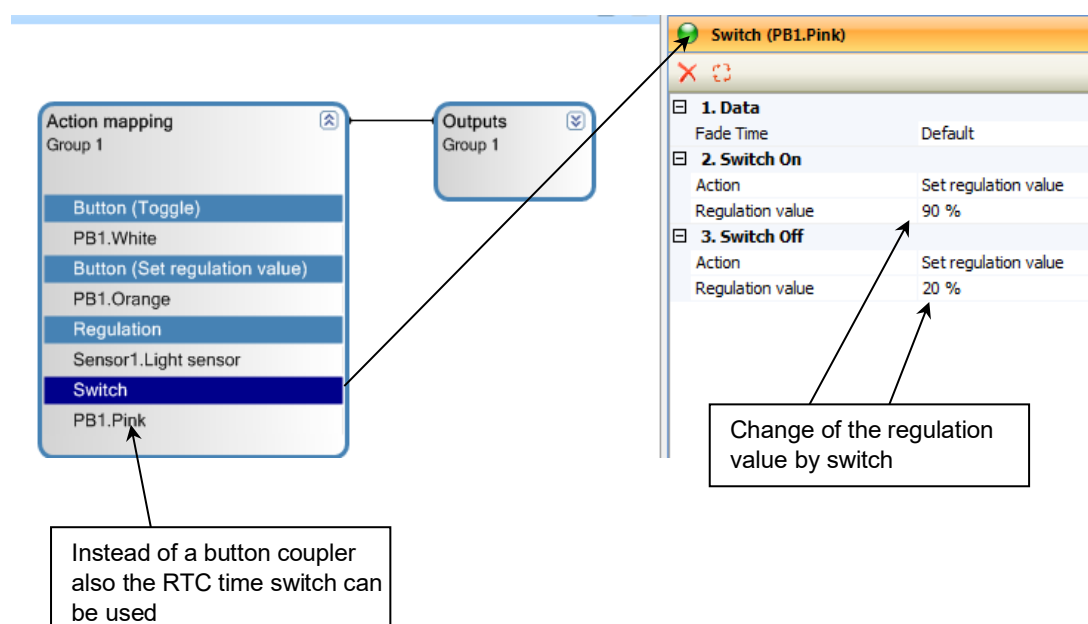 Action mapping
Group 1
Button (Toggle)
PB1.White
Button (Set regulation value)
PB1.Orange
Regulation
Sensor1.Light sensor
Switch
PB1.Pink
Outputs
Group 1
Switch (PB1.Pink)
1. Data
Fade Time Default
2. Switch On
Action Set regulation value
Regulation value 90 %
3. Switch Off
Action Set regulation value
Regulation value 20 %
Change of the regulation
value by switch
Instead of a button coupler
also the RTC time switch can
be used